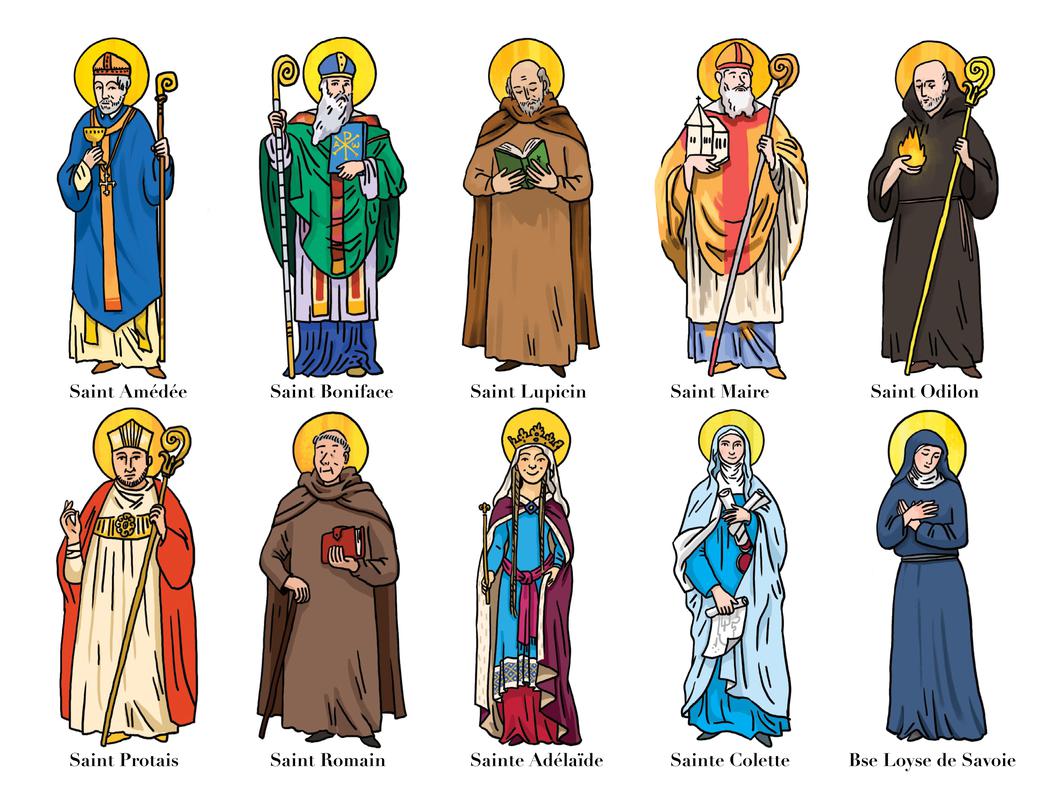 Saint Amédée
Saint Boniface
Saint Lupicin
Saint Maire
Saint Odilon
Saint Protais
Saint Romain
Sainte Adélaïde
Sainte Colette
Bse Loyse de Savoie